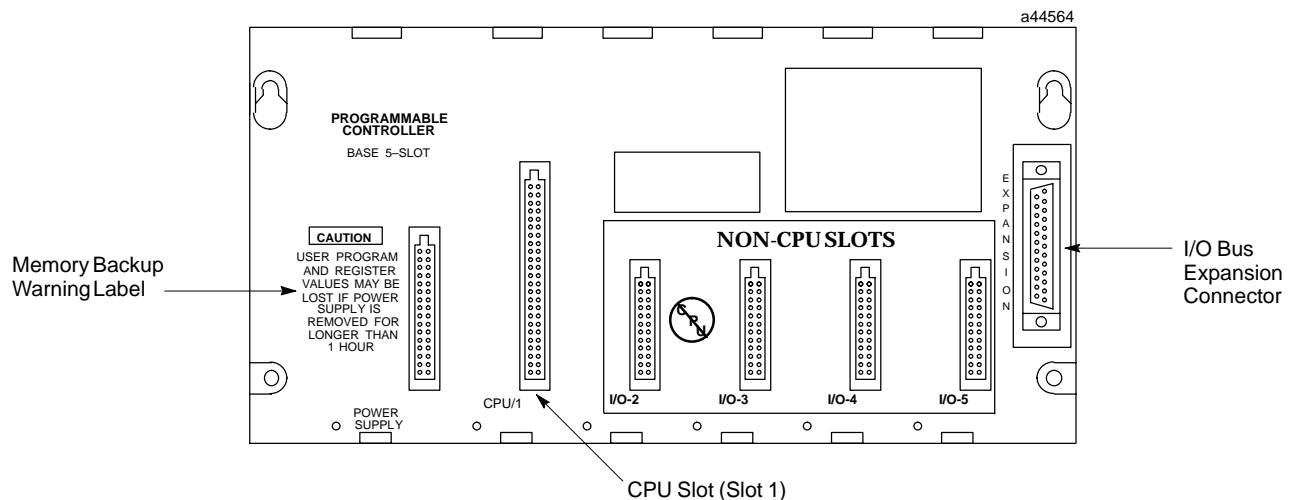 a44564
PROGRAMMABLE
CONTROLLER
BASE 5–SLOT
EXPANSION
CAUTION
USER PROGRAM
AND REGISTER
VALUES MAY BE
LOST IF POWER
SUPPLY IS
REMOVED FOR
LONGER THAN
1 HOUR
NON-CPU SLOTS
CPU
Memory Backup
Warning Label
I/O Bus
Expansion
Connector
CPU/1
I/O-2
I/O-3
I/O-4
I/O-5
POWER
SUPPLY
CPU Slot (Slot 1)